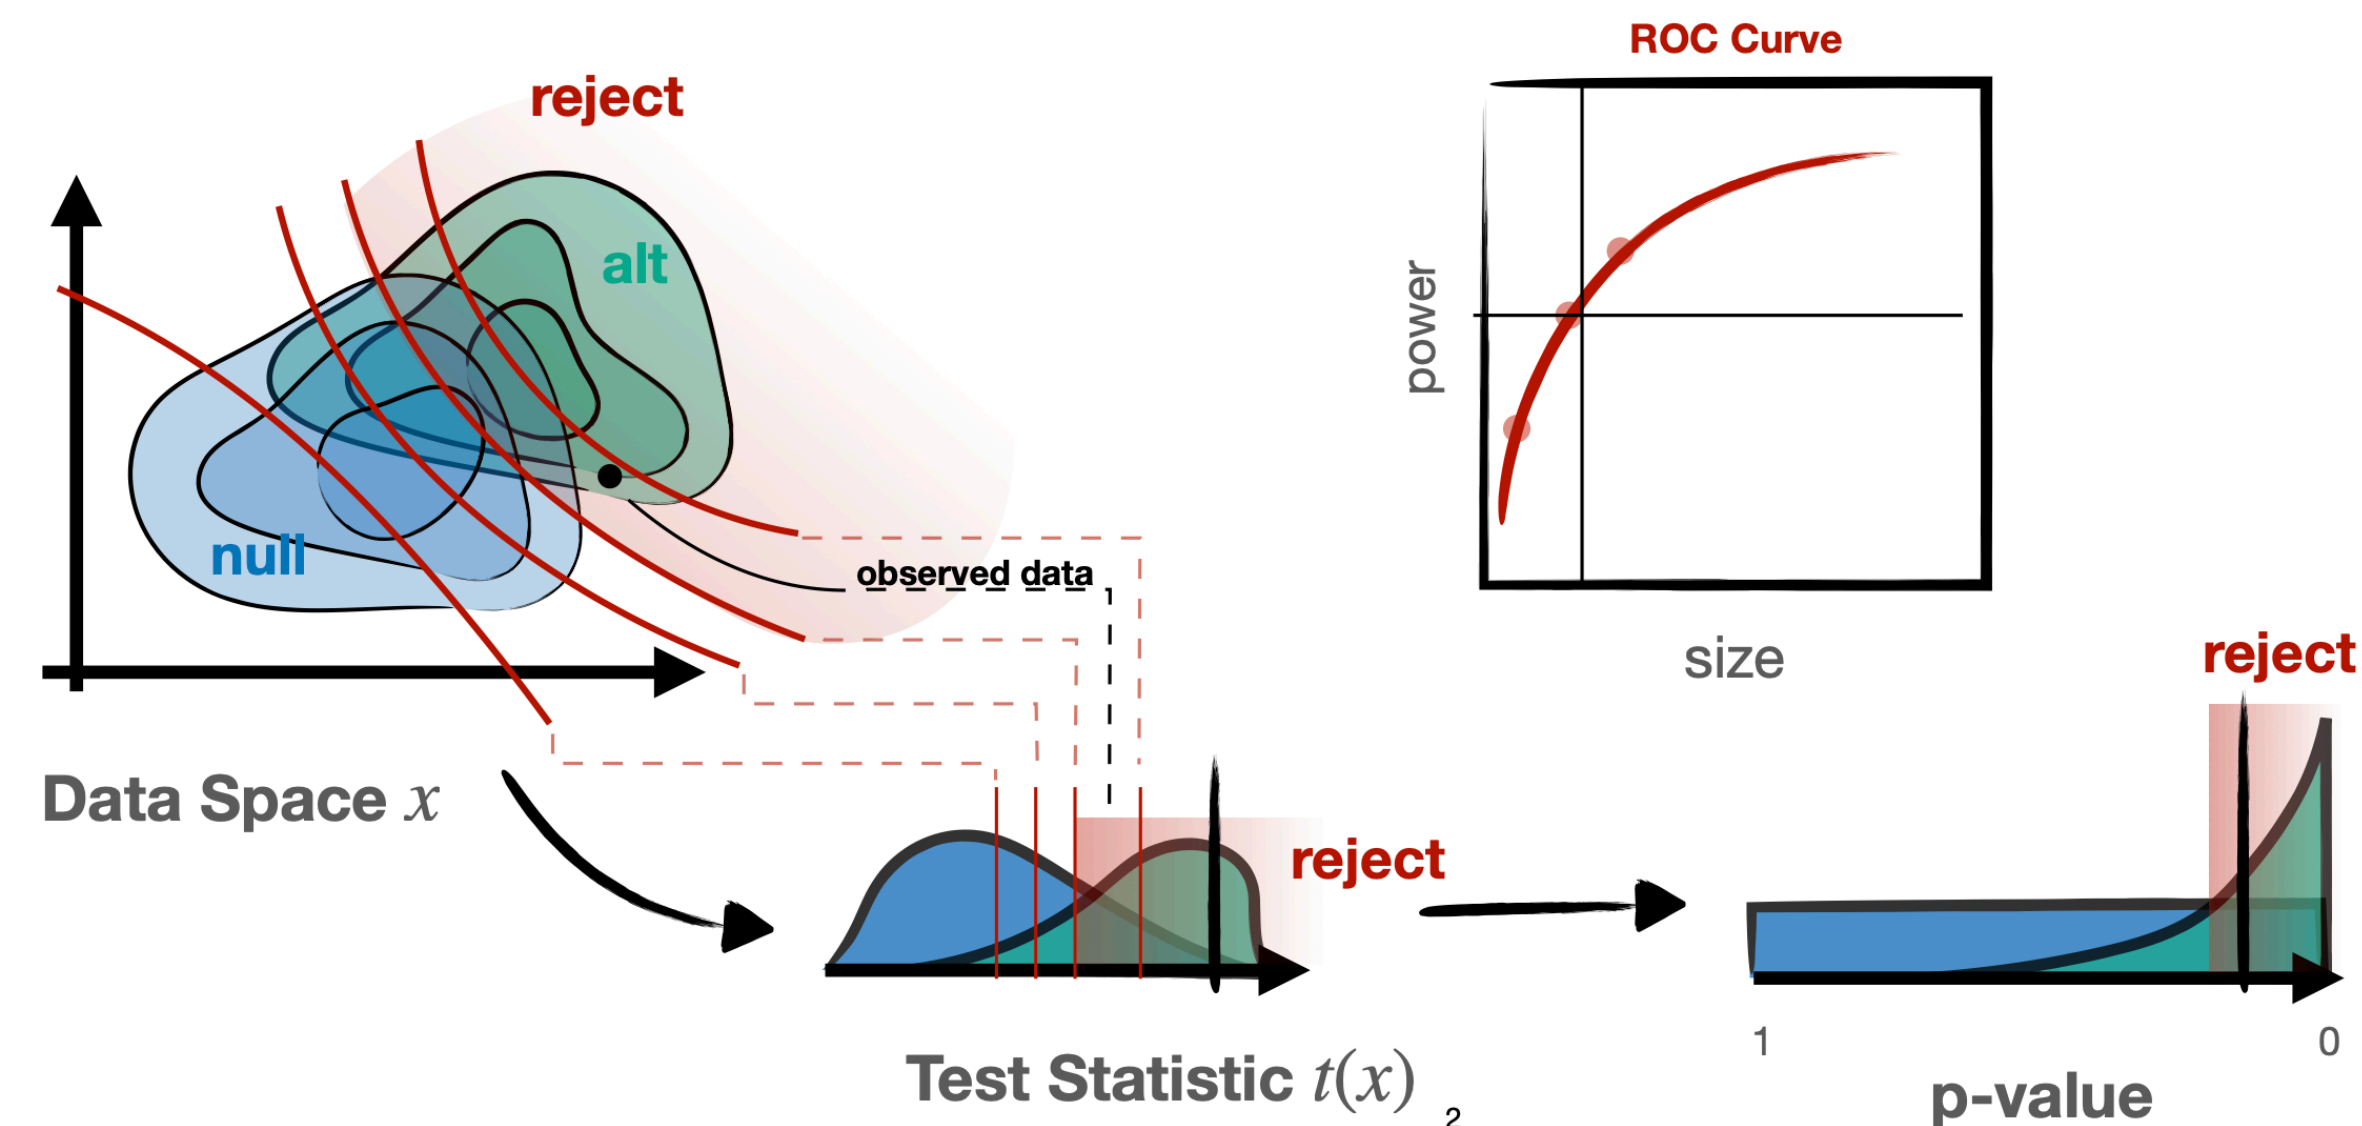 ROC Curve
reject
alt
null
power
observed data
size
reject
Data Space x
reject
1
0
Test Statistic t(x)
p-value
2